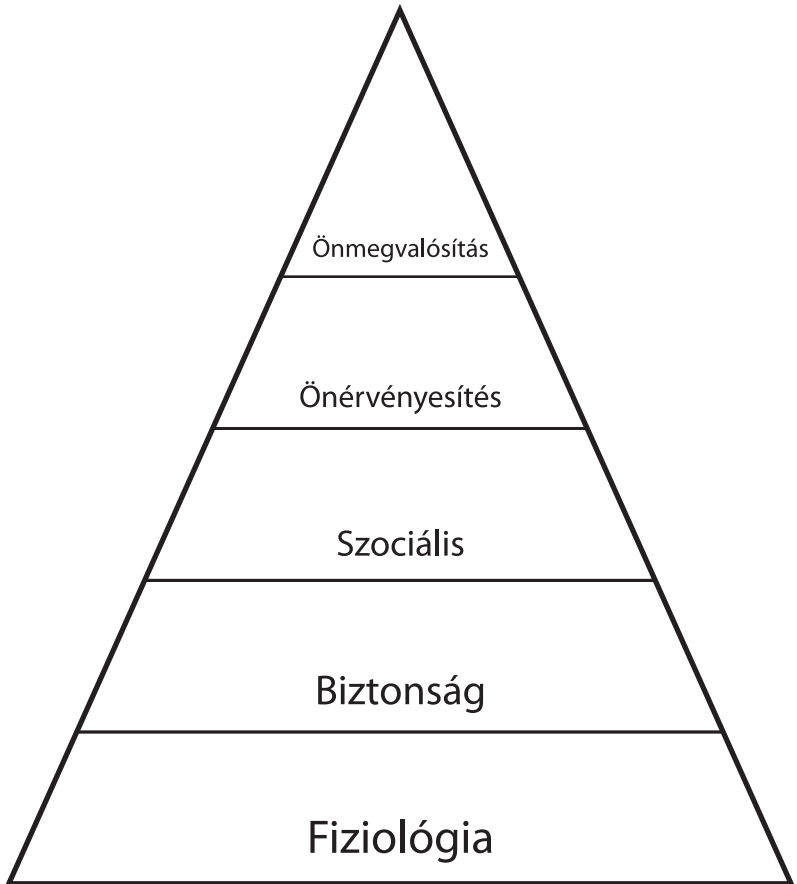 Önmegvalósítás
Önérvényesítés
Szociális
Biztonság
Fiziológia